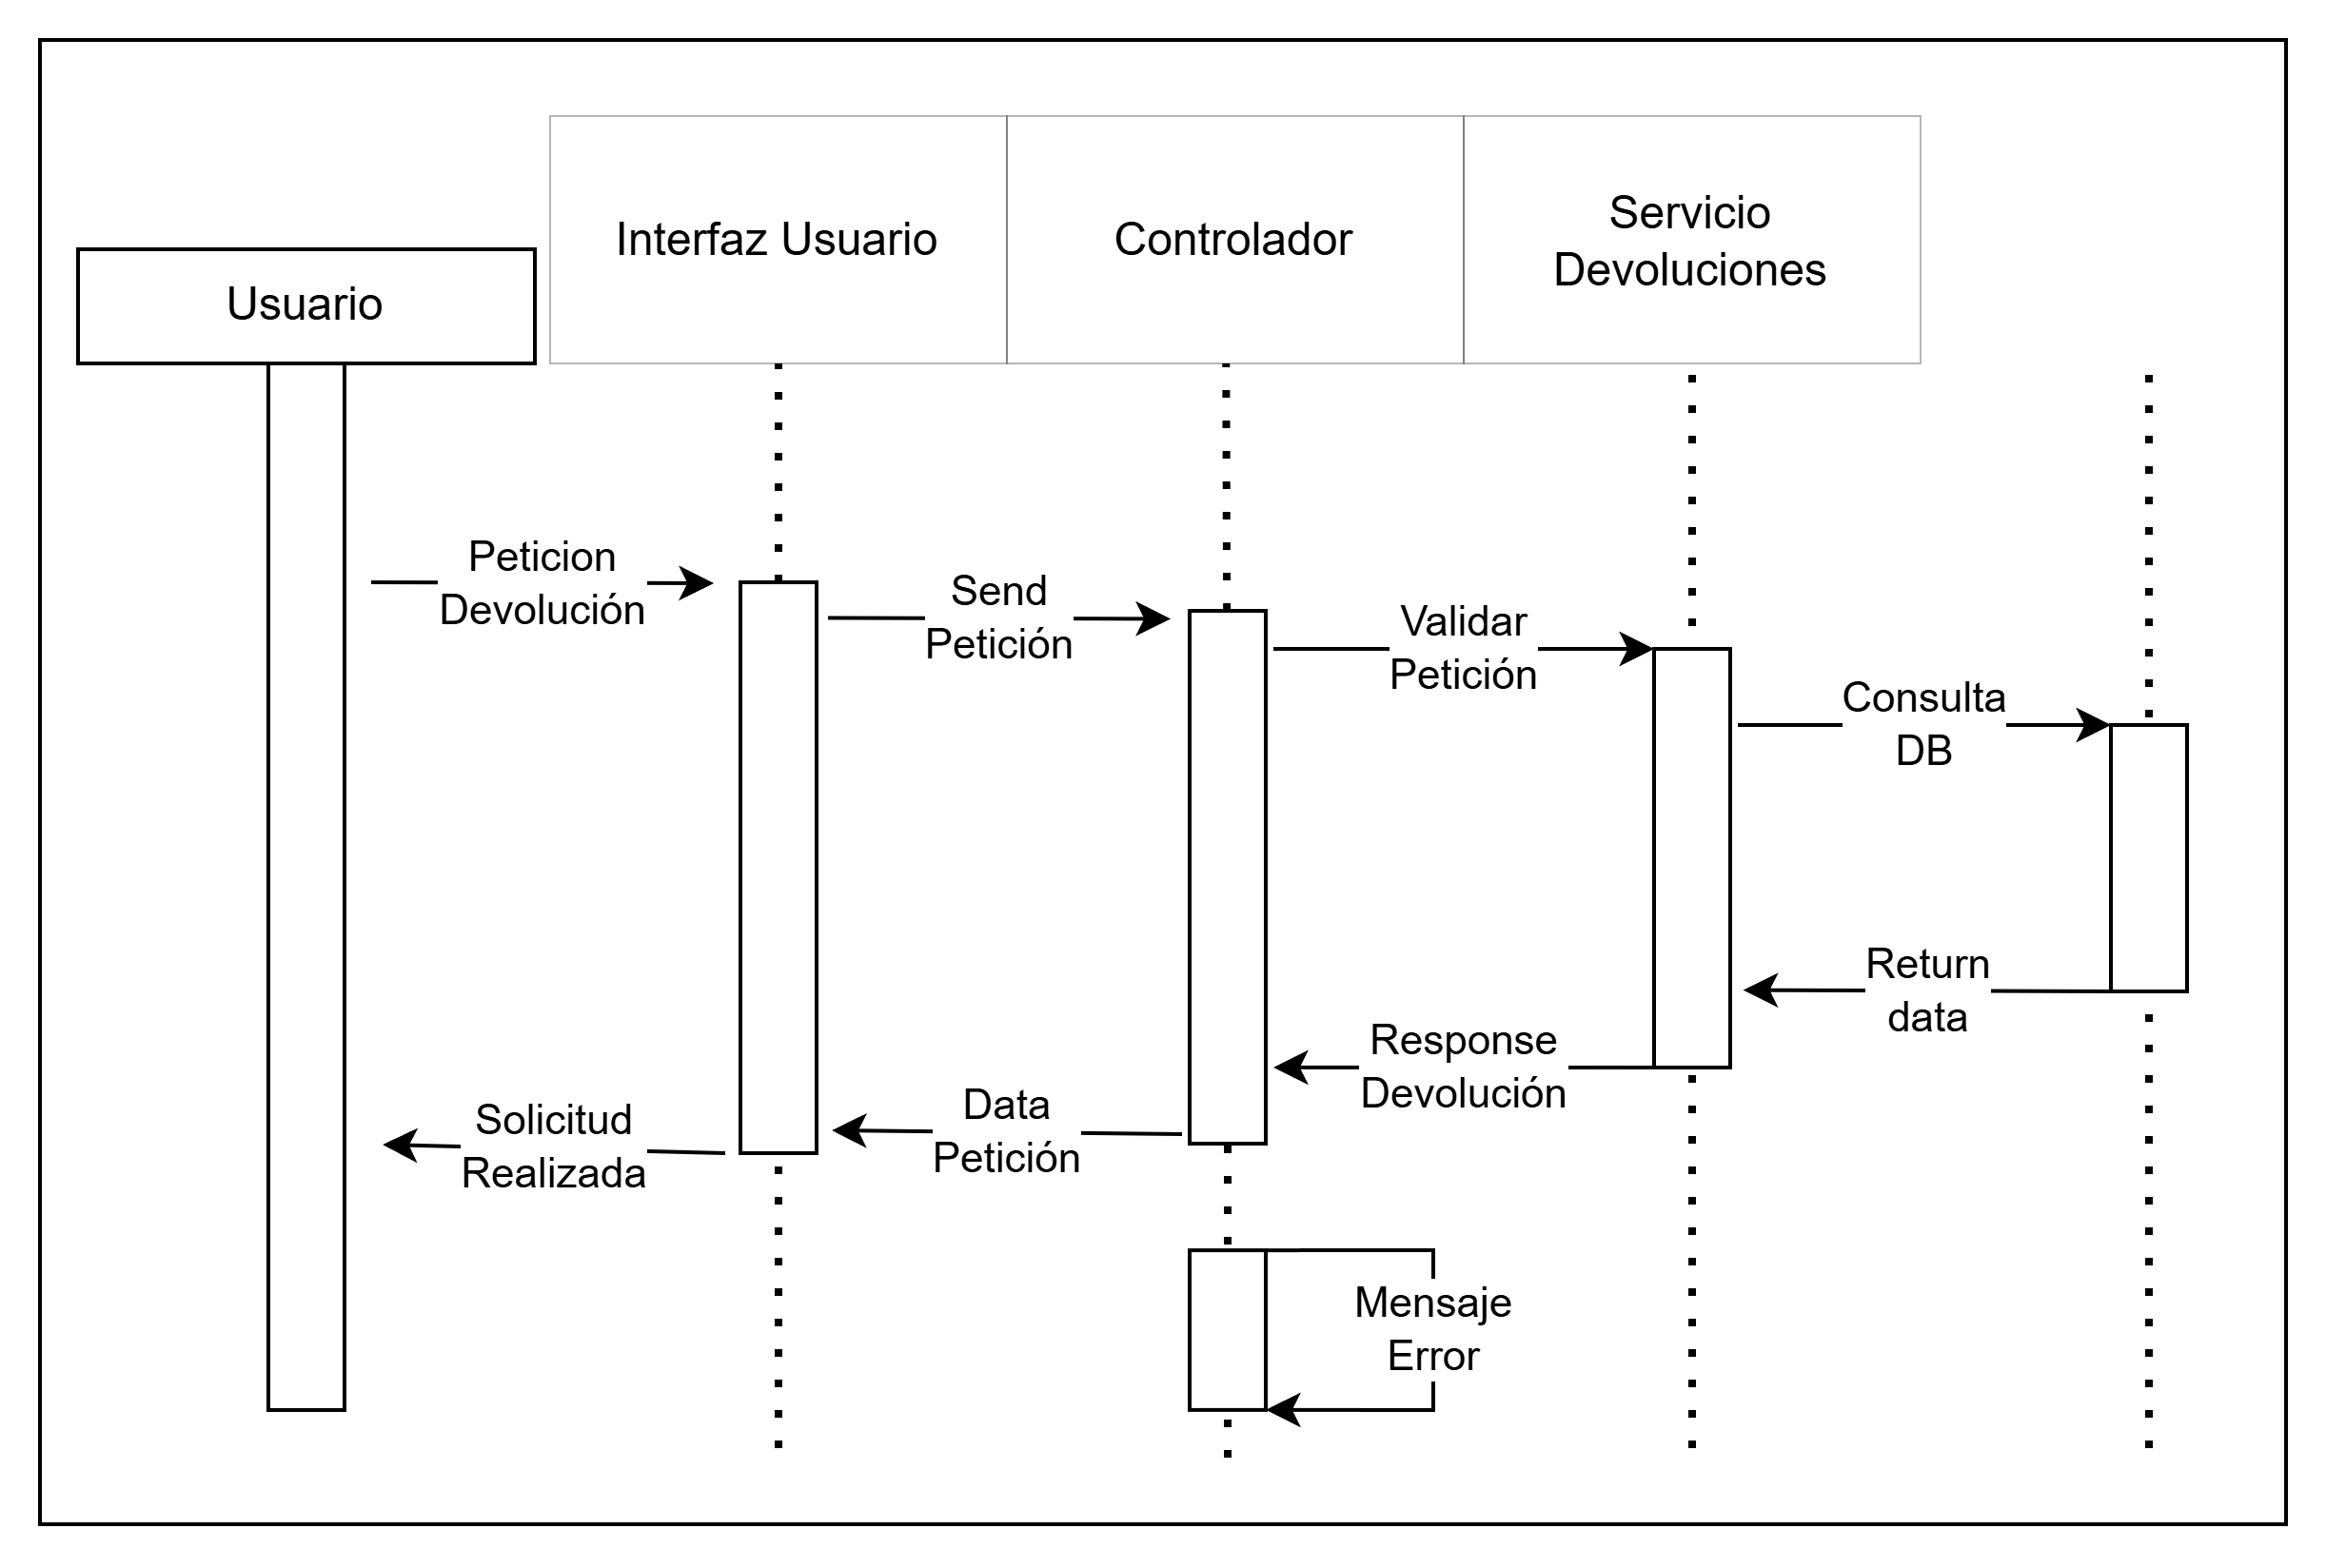 Usuario
Interfaz Usuario
Controlador
Servicio
Devoluciones
Peticion
Devolución
Send
Petición
Validar
Petición
Consulta
DB
Return
data
Response
Devolución
Data
Petición
Solicitud
Realizada
Mensaje
Error